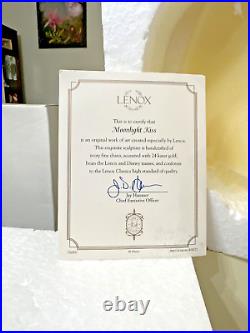 LENOX
This is to certify that
Moonlight Kiss
is an original work of art created especially by Lenox.
This exquisite sculpture is handcrafted of
ivory fine china, accented with 24 karat gold,
bears the Lenox and Disney names, and conforms
to the Lenox Classics high standard of quality.
Jay Hammer
Chief Executive Officer